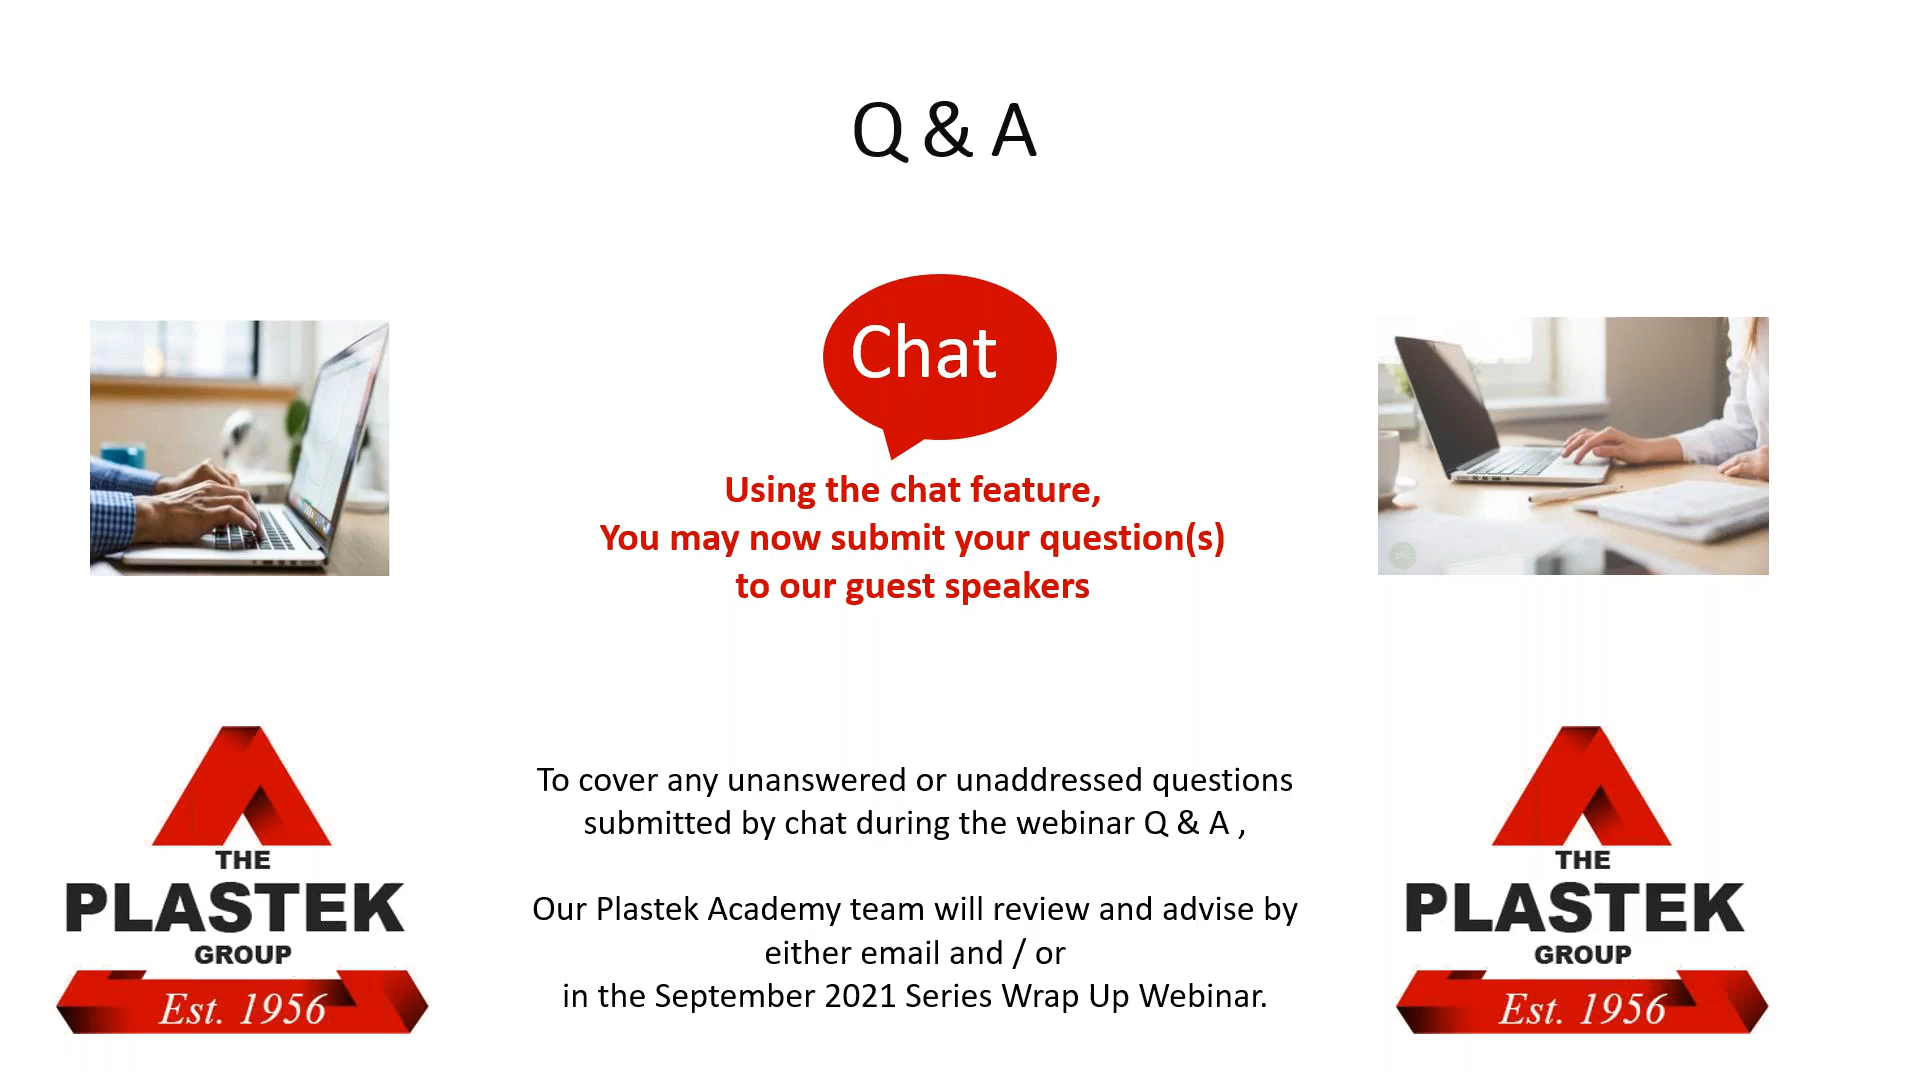 Q & A
Chat
Using the chat feature,
You may now submit your question(s)
to our guest speakers
To cover any unanswered or unaddressed questions
submitted by chat during the webinar Q & A ,
Our Plastek Academy team will review and advise by
either email and / or
in the September 2021 Series Wrap Up Webinar.
THE
PLASTEK
GROUP
Est. 1956
THE
PLASTEK
GROUP
Est. 1956